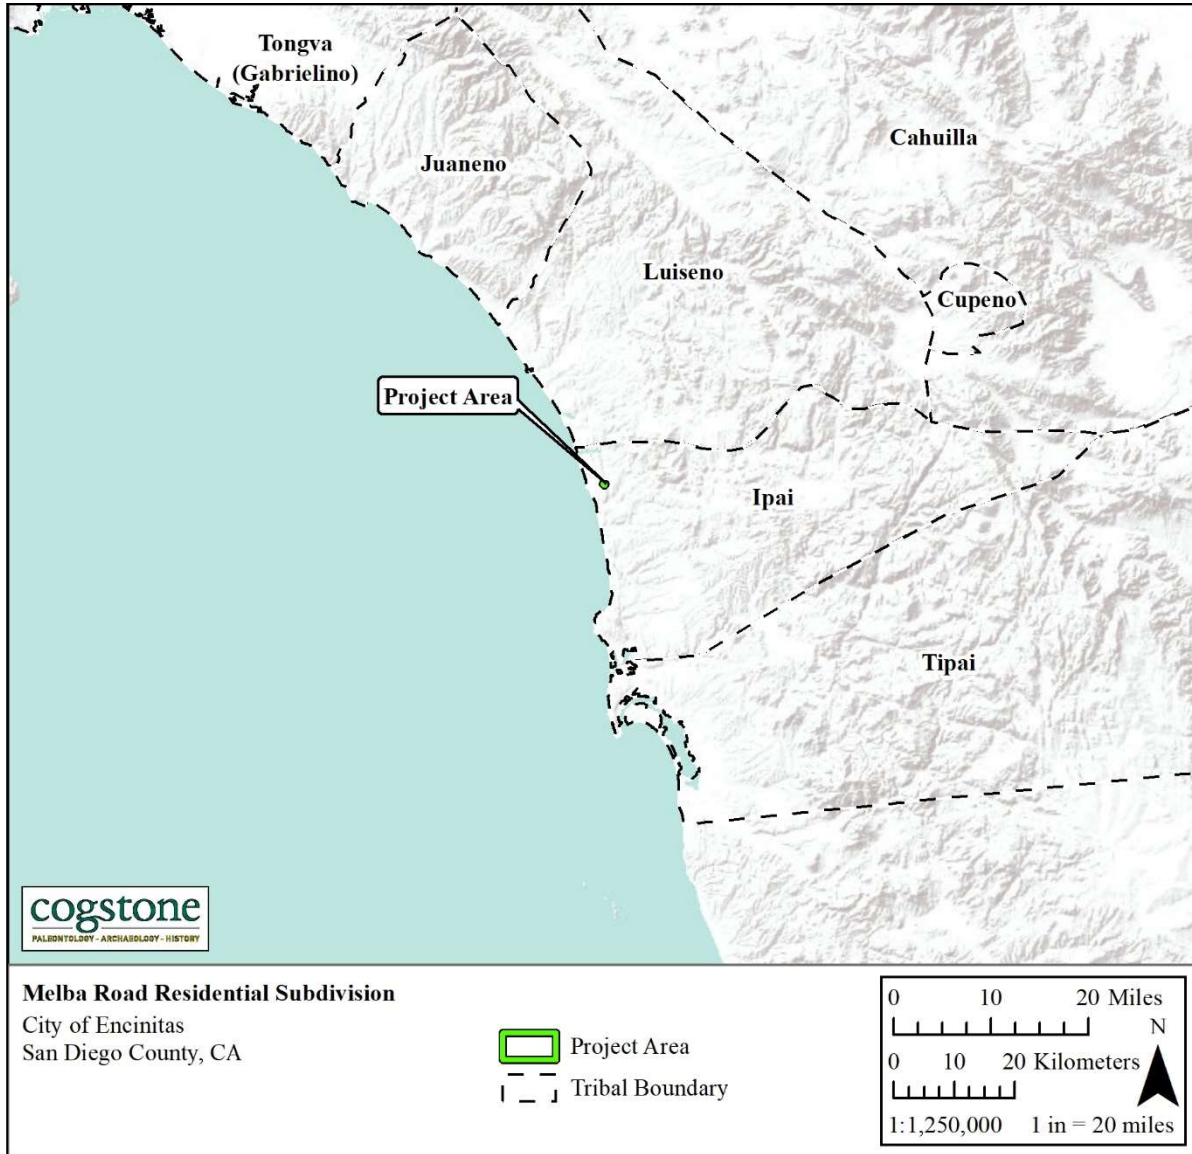 Tongva
(Gabrielino)
Cahuilla
Juaneno
Luiseno
Cupeno
Project Area
Ipai
Tipai
cogstone
PALEONTOLOGY - ARCHAEOLOGY - HISTORY
Melba Road Residential Subdivision
City of Encinitas
San Diego County, CA
Project Area
Tribal Boundary
0 10 20 Miles
N
0 10 20 Kilometers
1:1,250,000 1 in = 20 miles